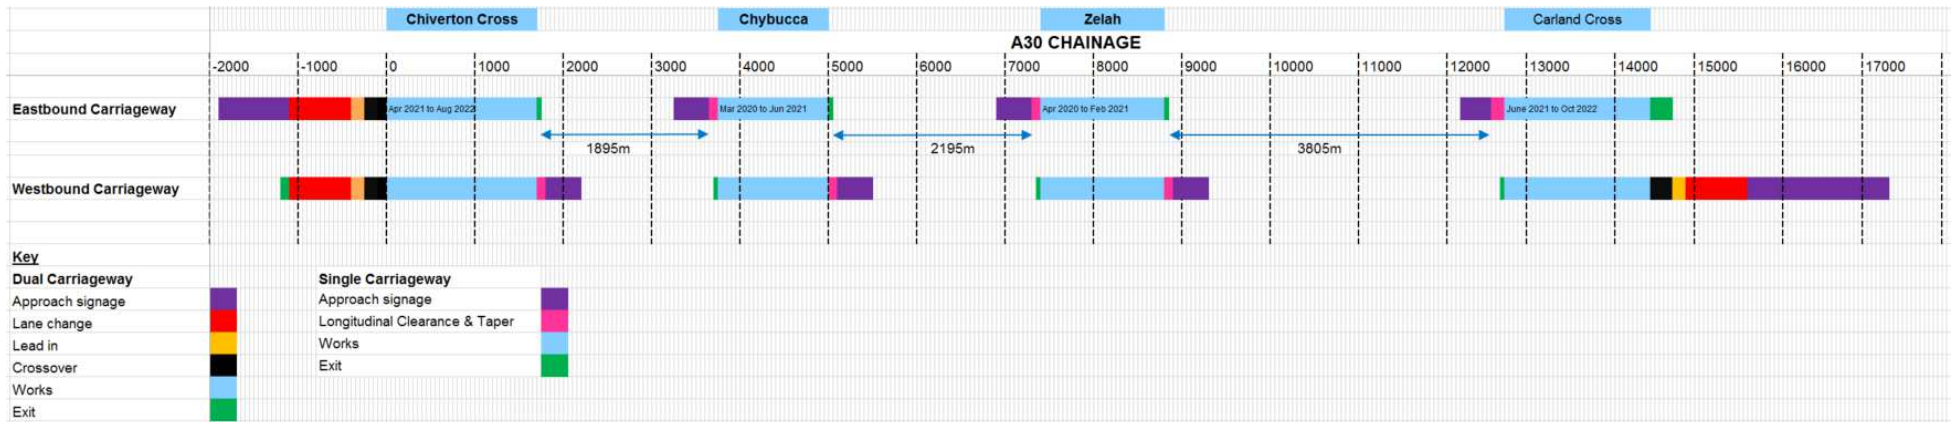 Chiverton Cross Chybucca Zelah Carland Cross
A30 CHAINAGE
-2000 -1000 0 1000 2000 3000 4000 5000 6000 7000 8000 9000 10000 11000 12000 13000 14000 15000 16000 17000
Eastbound Carriageway Apr 2021 to Aug 2022 Mar 2020 to Jun 2021 Apr 2020 to Feb 2021 June 2021 to Oct 2022
1895m 2195m 3805m
Westbound Carriageway
Key
Dual Carriageway Single Carriageway
Approach signage Approach signage
Lane change Longitudinal Clearance & Taper
Lead in Works
Crossover Exit
Works
Exit